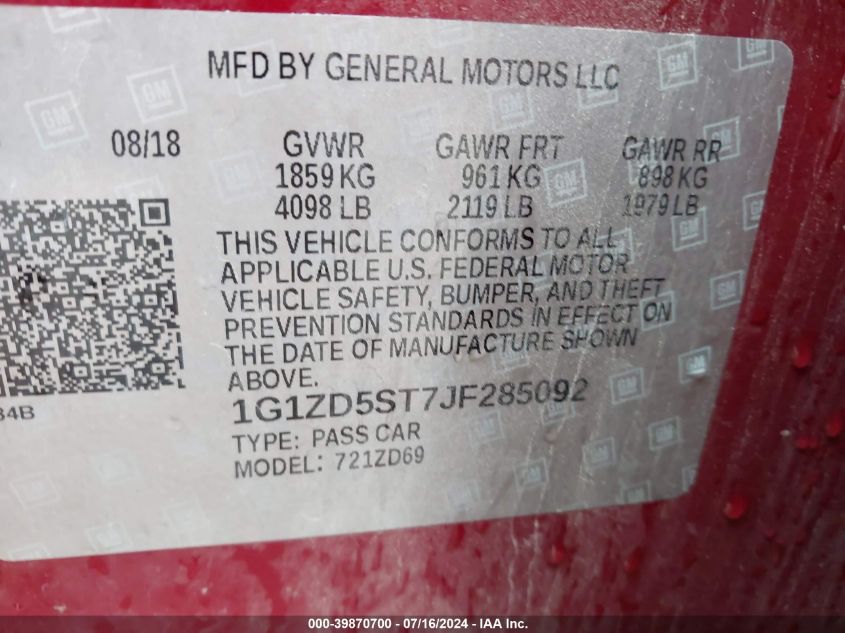 MFD BY GENERAL MOTORS LLC
08/18 GVWR GAWR FRT GAWR RR
1859 KG 961 KG 898 KG
4098 LB 2119 LB 1979 LB
THIS VEHICLE CONFORMS TO ALL
APPLICABLE U.S. FEDERAL MOTOR
VEHICLE SAFETY, BUMPER, AND THEFT
PREVENTION STANDARDS IN EFFECT ON
THE DATE OF MANUFACTURE SHOWN
ABOVE.
1G1ZD5ST7JF285092
TYPE: PASS CAR
MODEL: 721ZD69
000-39870700 - 07/16/2024 - IAA Inc.